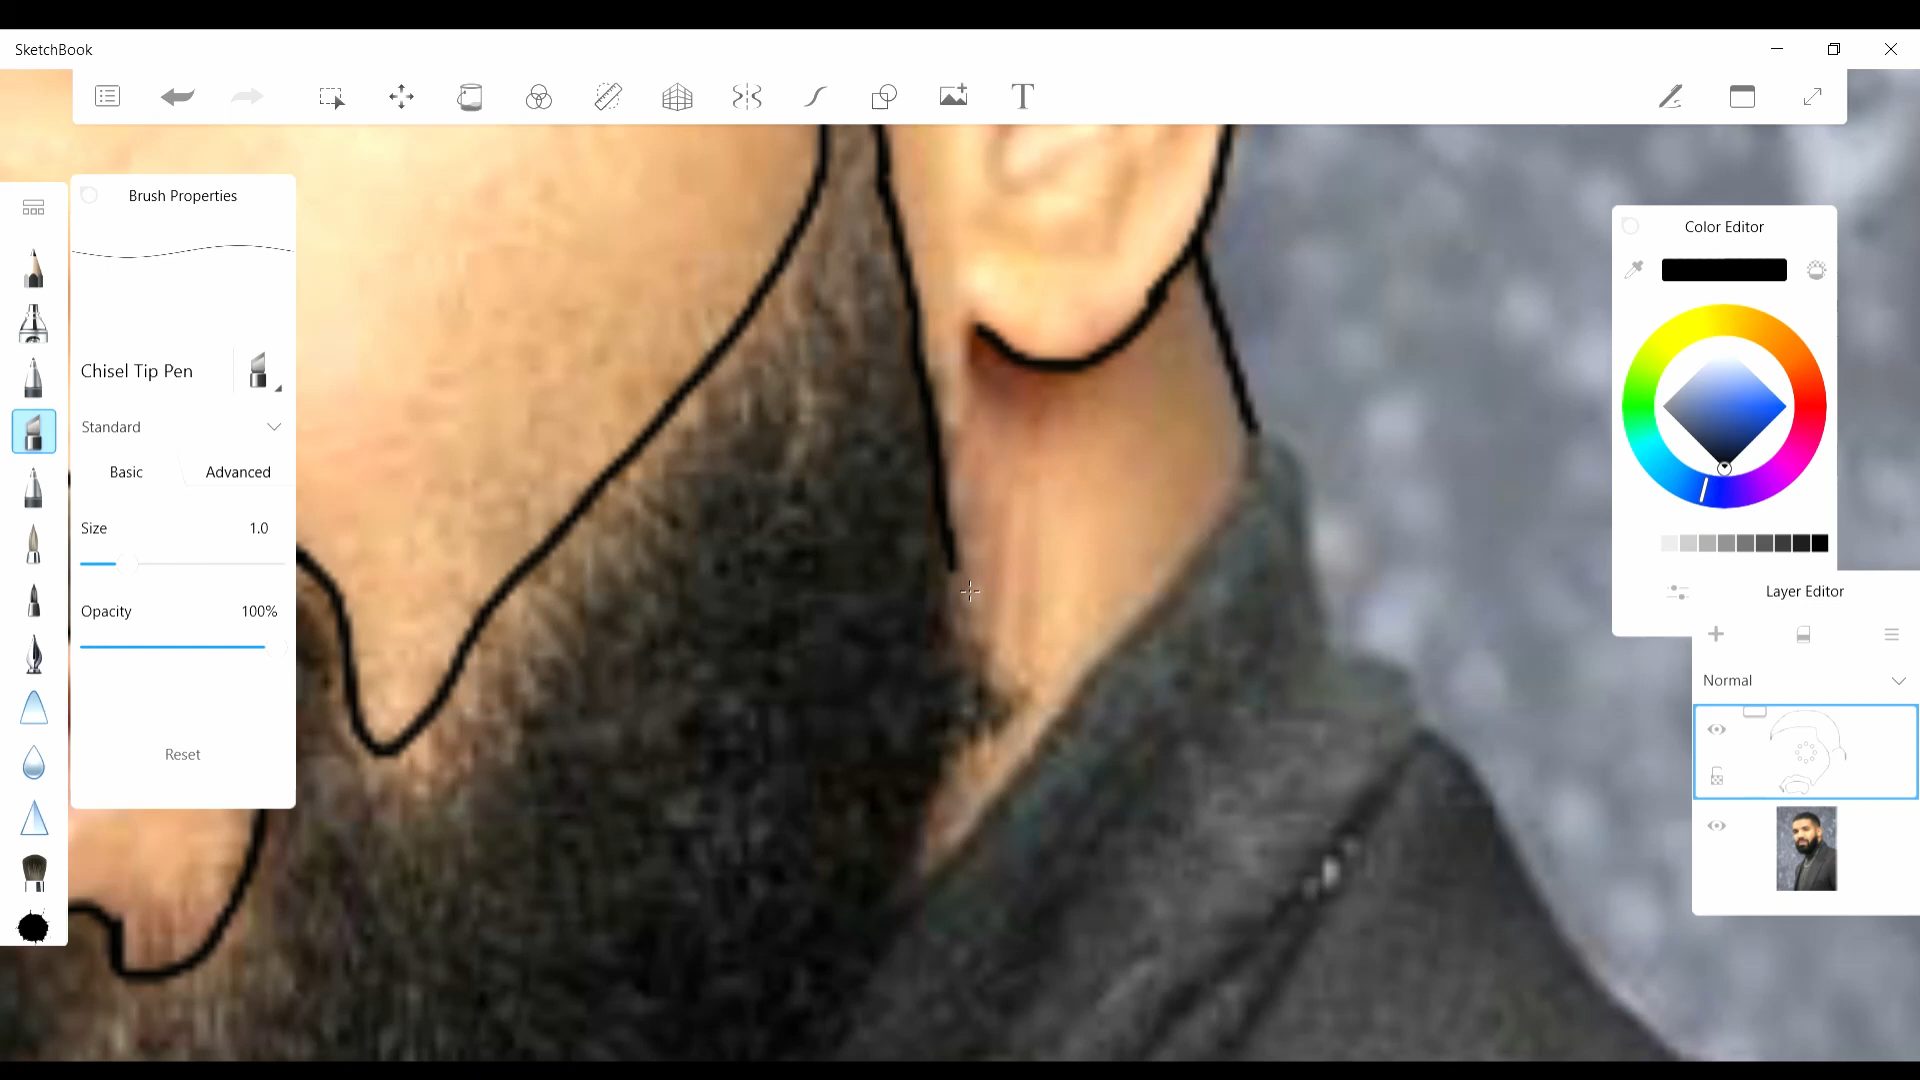 SketchBook
T
Brush Properties
Chisel Tip Pen
Standard
Basic Advanced
Size 1.0
Opacity 100%
Reset
Color Editor
Layer Editor
Normal